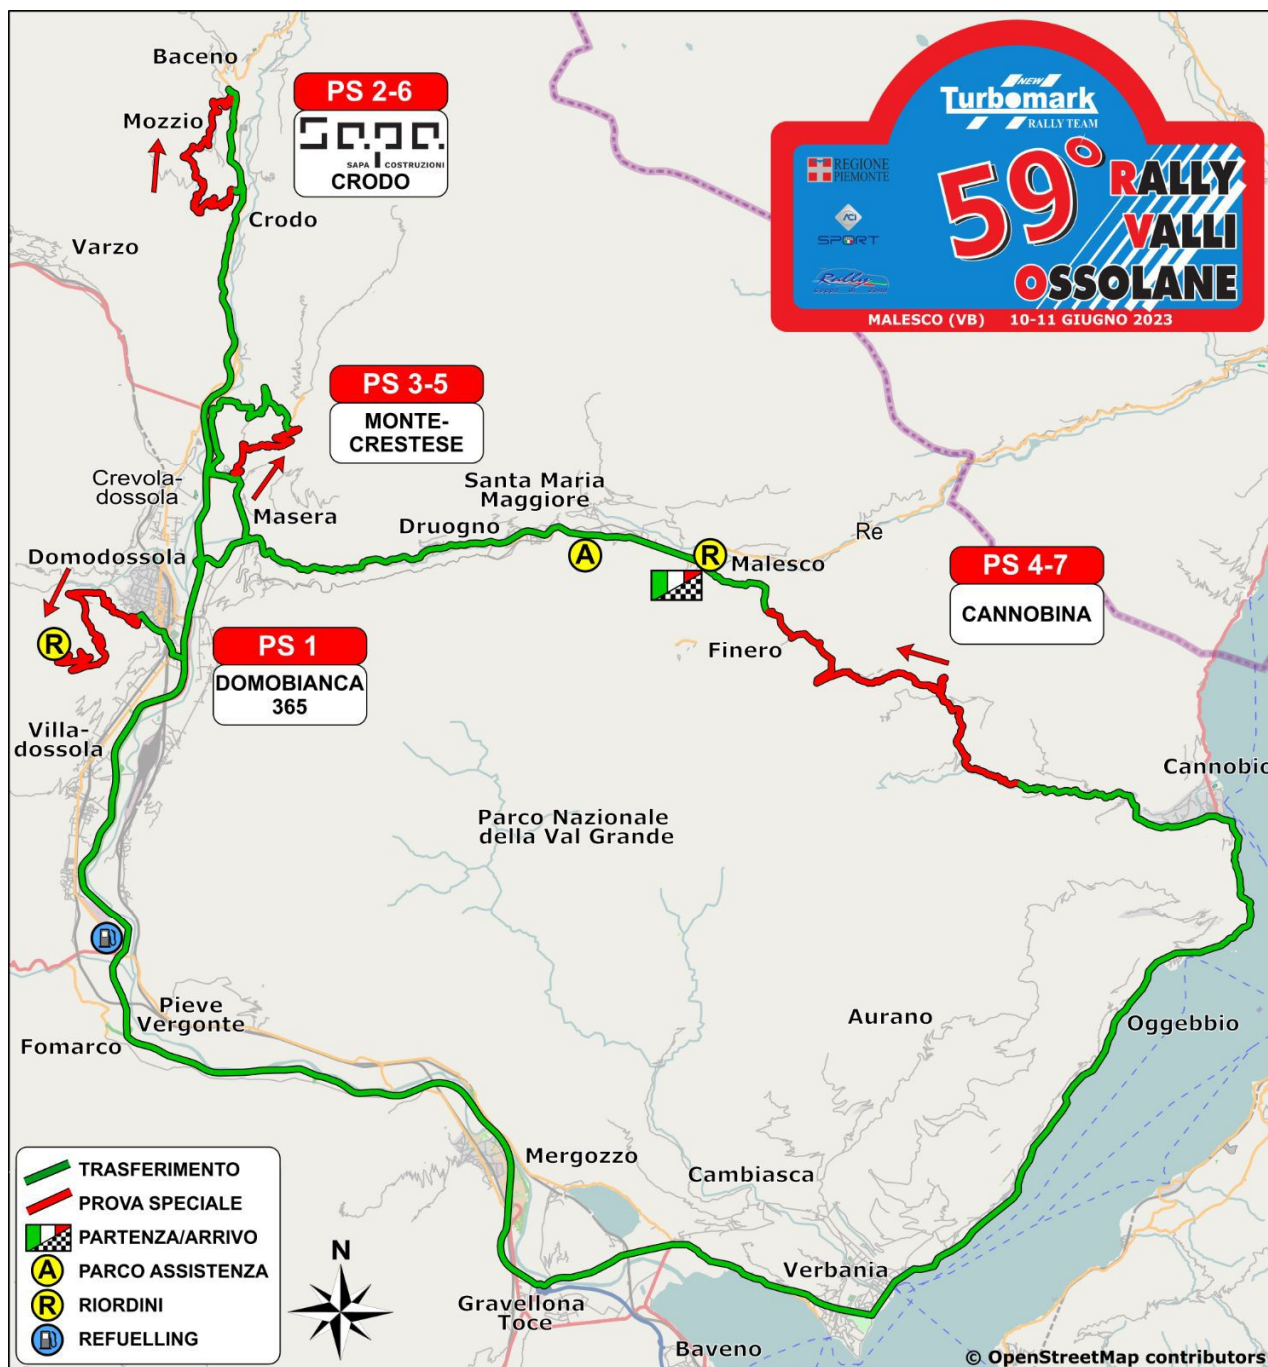 Baceno
Mozzio
PS 2-6
SAPA COSTRUZIONI
CRODO
Crodo
Varzo
NEW
Turbomark
RALLY TEAM
REGIONE
PIEMONTE
ACI
SPORT
Rally
59°
RALLY
VALLI
OSSOLANE
MALESCO (VB) 10-11 GIUGNO 2023
PS 3-5
MONTE-
CRESTESE
Crevola-
dossola
Masera
Santa Maria
Maggiore
Druogno
Re
Domodossola
A
R
Malesco
PS 4-7
CANNOBINA
R
PS 1
DOMOBIANCA
365
Finero
Villa-
dossola
Cannobio
Parco Nazionale
della Val Grande
Pieve
Vergonte
Fomarco
Aurano
Oggebbio
Mergozzo
Cambiasca
Verbania
Gravellona
Toce
Baveno
TRASFERIMENTO
PROVA SPECIALE
PARTENZA/ARRIVO
A PARCO ASSISTENZA
R RIORDINI
REFUELLING
N
© OpenStreetMap contributors